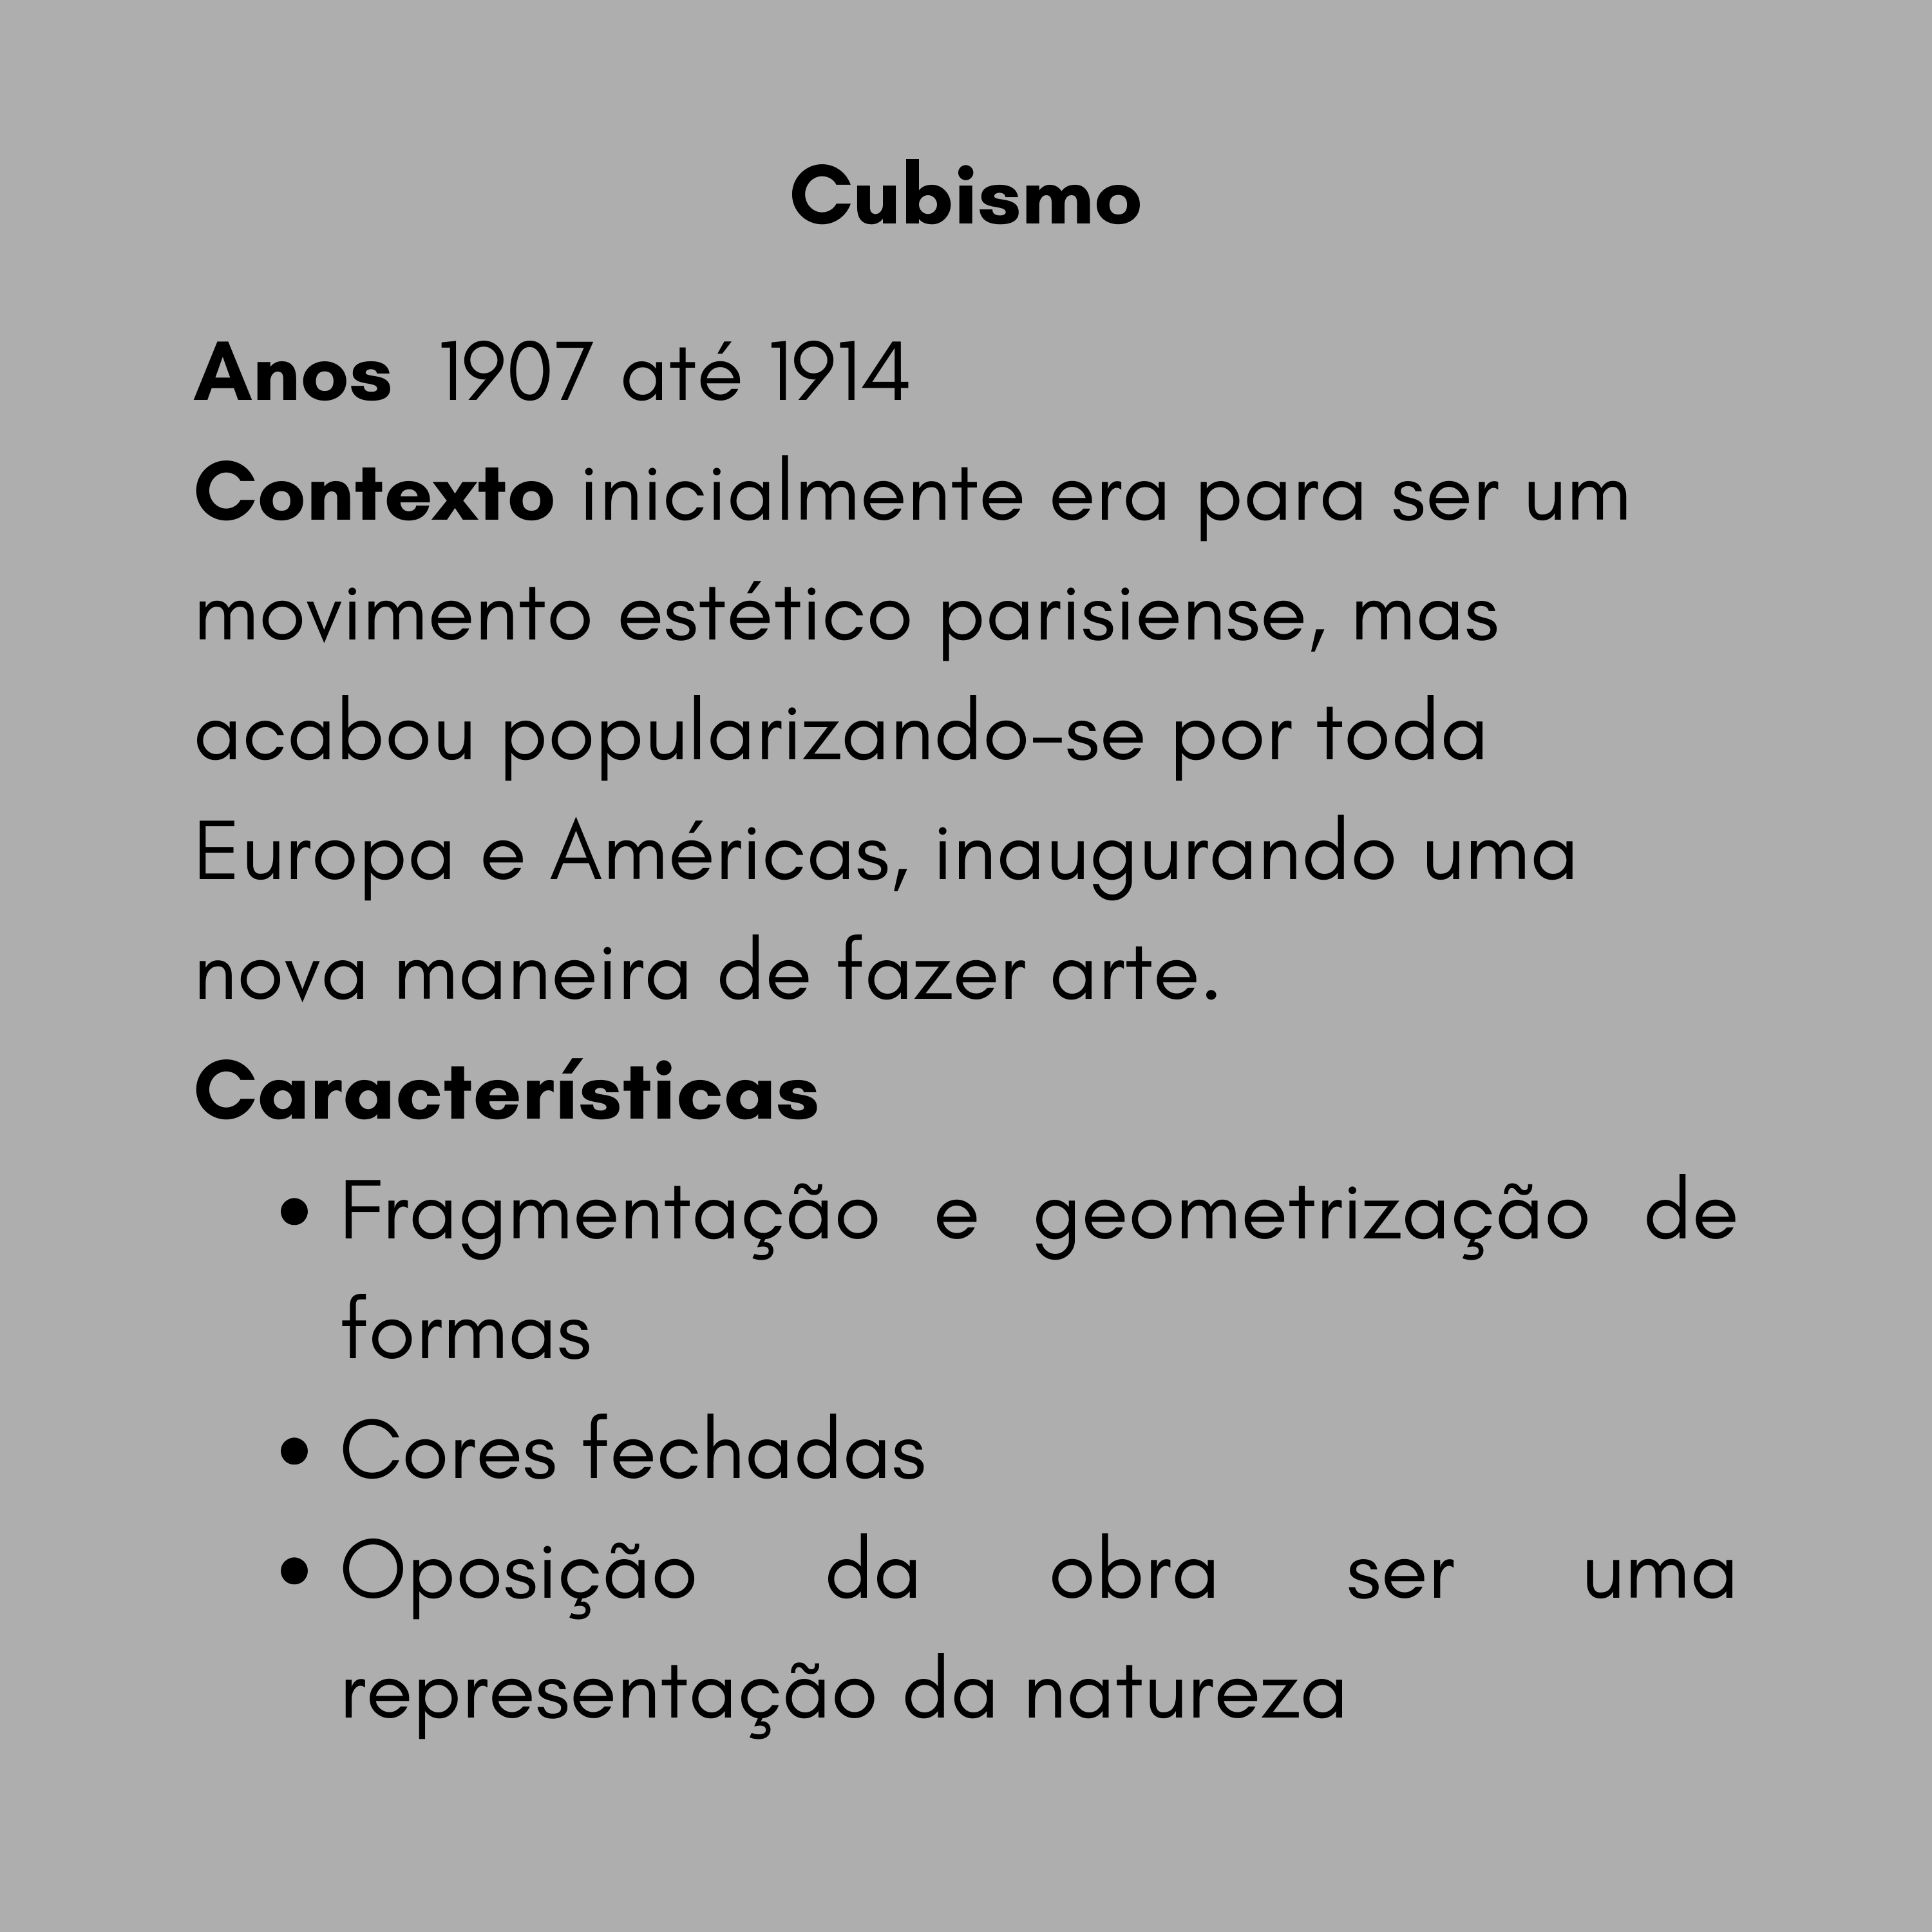 Cubismo
Anos 1907 até 1914
Contexto inicialmente era para ser um
movimento estético parisiense, mas
acabou popularizando-se por toda
Europa e Américas, inaugurando uma
nova maneira de fazer arte.
Características
• Fragmentação e geometrização de
formas
• Cores fechadas
• Oposição da obra ser uma
representação da natureza